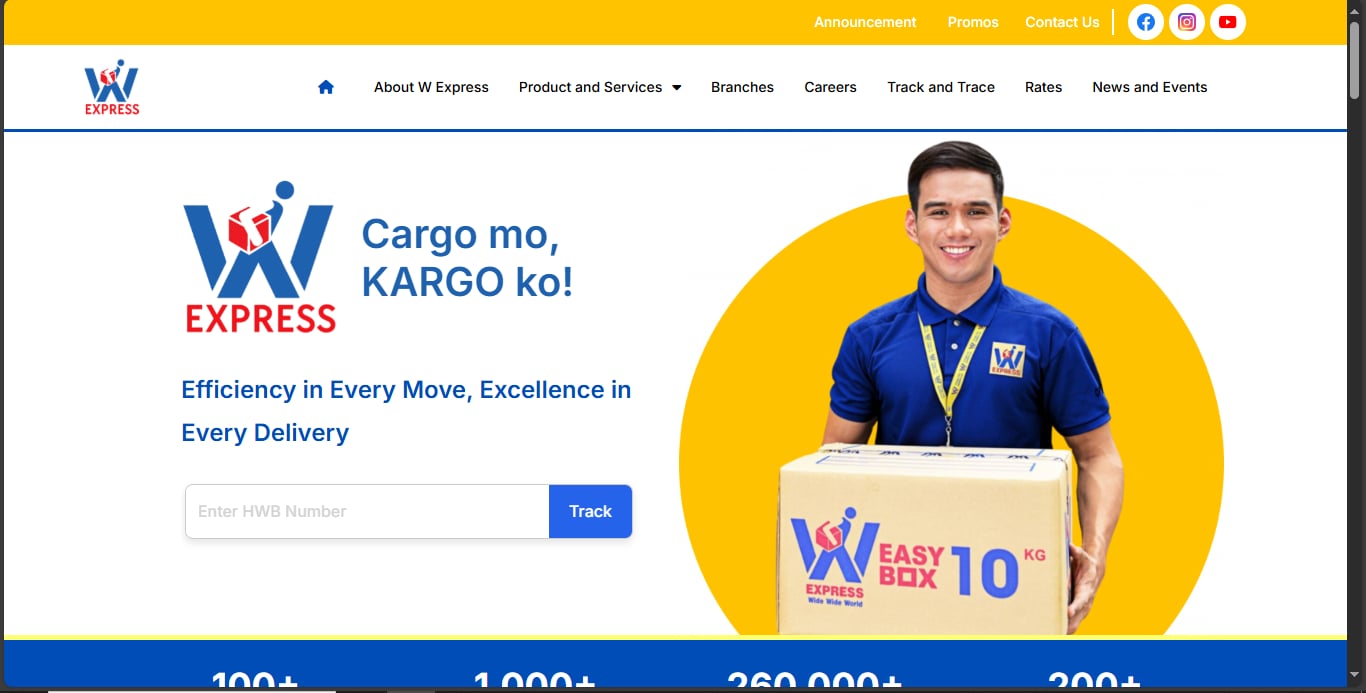 Announcement
Promos
Contact Us
W
EXPRESS
About W Express
Product and Services
Branches
Careers
Track and Trace
Rates
News and Events
W
EXPRESS
Cargo mo,
KARGO ko!
Efficiency in Every Move, Excellence in
Every Delivery
Enter HWB Number
Track
W
EXPRESS
W
EXPRESS
Wide Wide World
EASY
BOX
10 KG
100+
1,000+
260,000+
200+